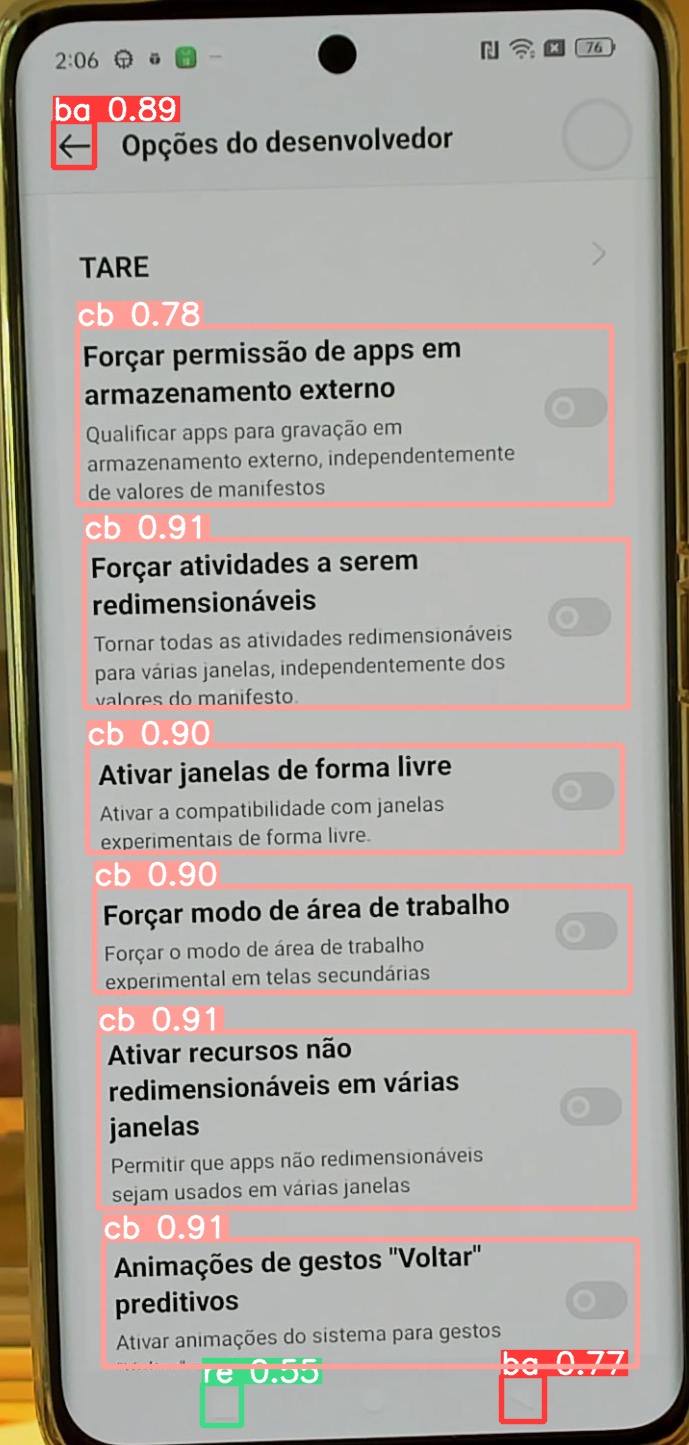 2:06
76
ba 0.89
Opções do desenvolvedor
TARE
cb 0.78
Forçar permissão de apps em
armazenamento externo
Qualificar apps para gravação em
armazenamento externo, independentemente
de valores de manifestos
cb 0.91
Forçar atividades a serem
redimensionáveis
Tornar todas as atividades redimensionáveis
para várias janelas, independentemente dos
valores do manifesto.
cb 0.90
Ativar janelas de forma livre
Ativar a compatibilidade com janelas
experimentais de forma livre.
cb 0.90
Forçar modo de área de trabalho
Forçar o modo de área de trabalho
experimental em telas secundárias
cb 0.91
Ativar recursos não
redimensionáveis em várias
janelas
Permitir que apps não redimensionáveis
sejam usados em várias janelas
cb 0.91
Animações de gestos "Voltar"
preditivos
Ativar animações do sistema para gestos
re 0.55
ba 0.77